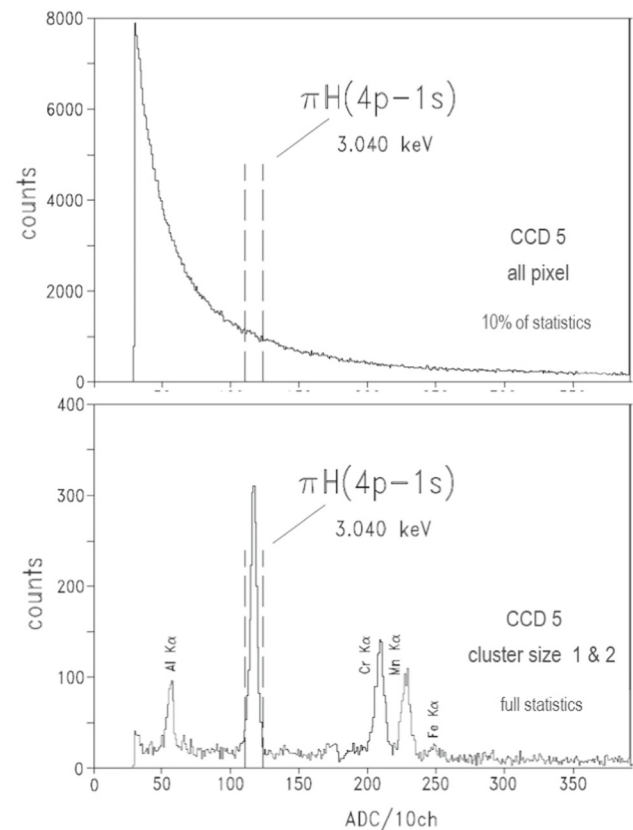 8000
6000
4000
2000
0
counts
πH(4p−1s)
3.040 keV
CCD 5
all pixel
10% of statistics
400
300
200
100
0
counts
πH(4p−1s)
3.040 keV
Al Kα
Cr Kα
Mn Kα
Fe Kα
CCD 5
cluster size 1 & 2
full statistics
0 50 100 150 200 250 300 350
ADC/10ch